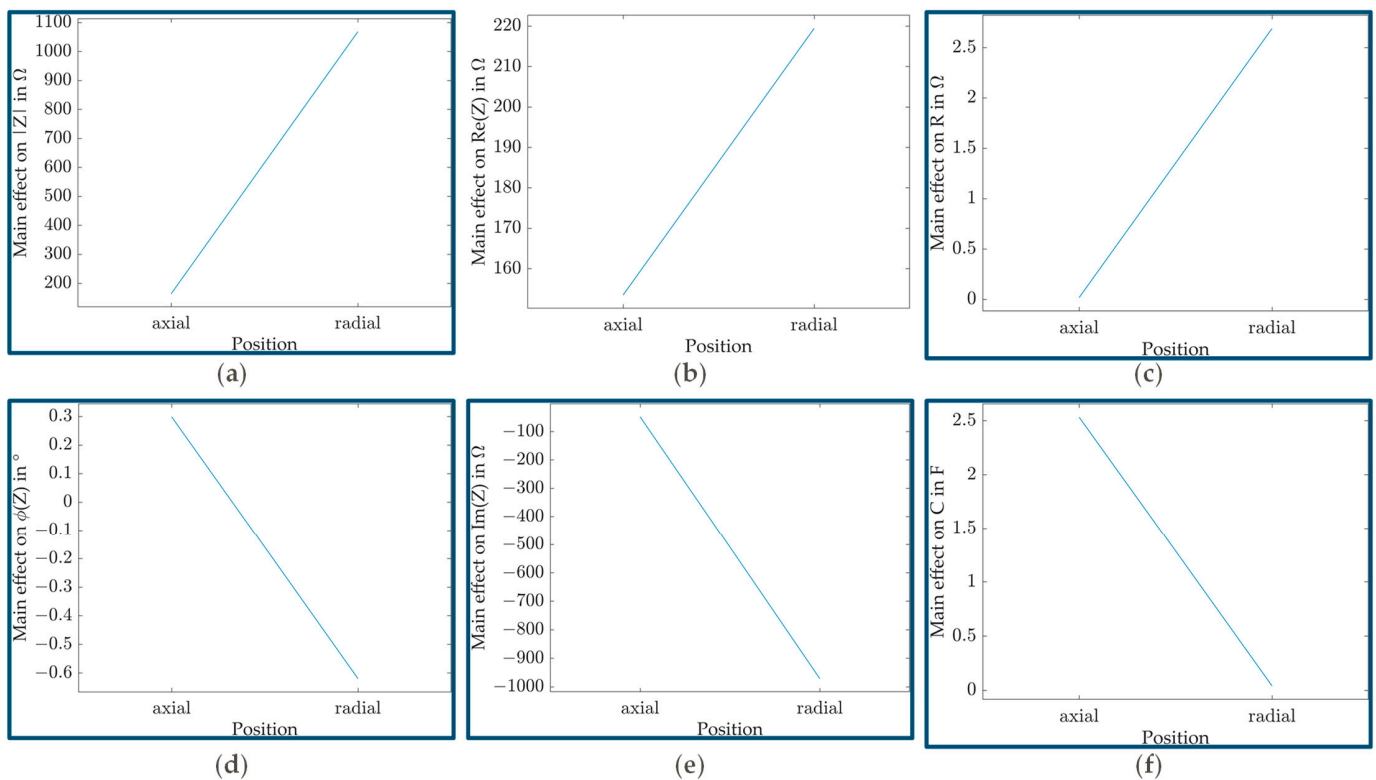 Main effect on |Z| in Ω
1100
1000
900
800
700
600
500
400
300
200
axial radial
Position
(a)
Main effect on Re(Z) in Ω
220
210
200
190
180
170
160
axial radial
Position
(b)
Main effect on R in Ω
2.5
2
1.5
1
0.5
0
axial radial
Position
(c)
Main effect on ϕ(Z) in °
0.3
0.2
0.1
0
−0.1
−0.2
−0.3
−0.4
−0.5
−0.6
axial radial
Position
(d)
Main effect on Im(Z) in Ω
−100
−200
−300
−400
−500
−600
−700
−800
−900
−1000
axial radial
Position
(e)
Main effect on C in F
2.5
2
1.5
1
0.5
0
axial radial
Position
(f)